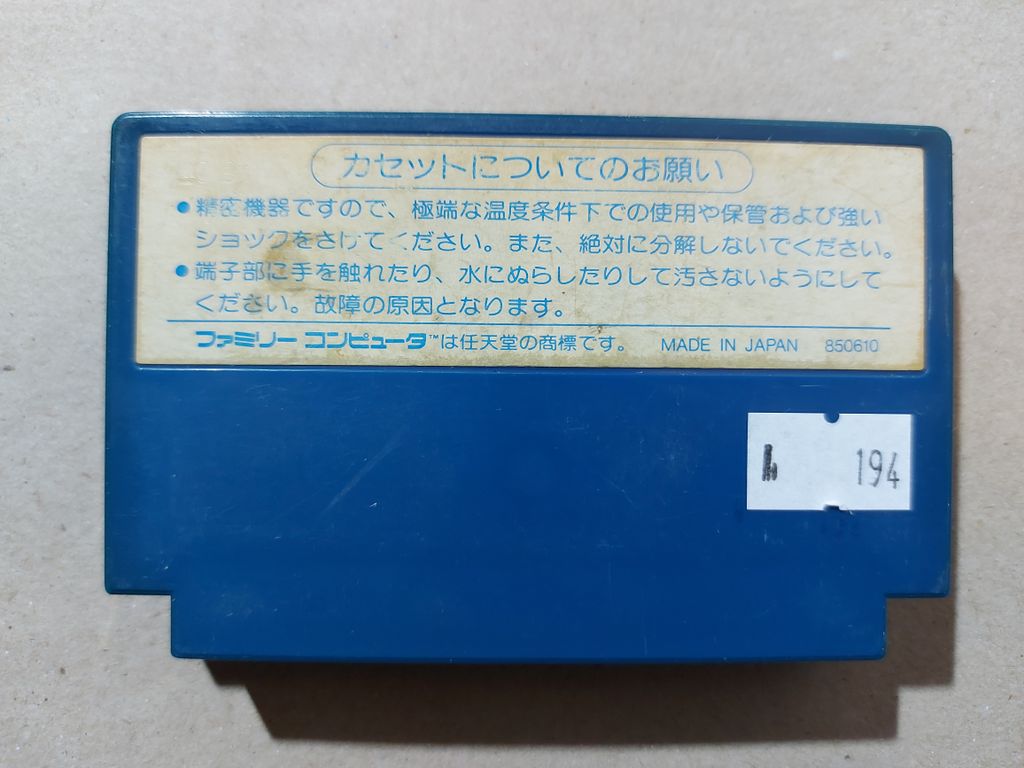 カセットについてのお願い
●精密機器ですので、極端な温度条件下での使用や保管および強い
ショックをさけてください。また、絶対に分解しないでください。
●端子部に手を触れたり、水にぬらしたりして汚さないようにして
ください。故障の原因となります。
ファミリー コンピュータ™は任天堂の商標です。 MADE IN JAPAN 850610
194